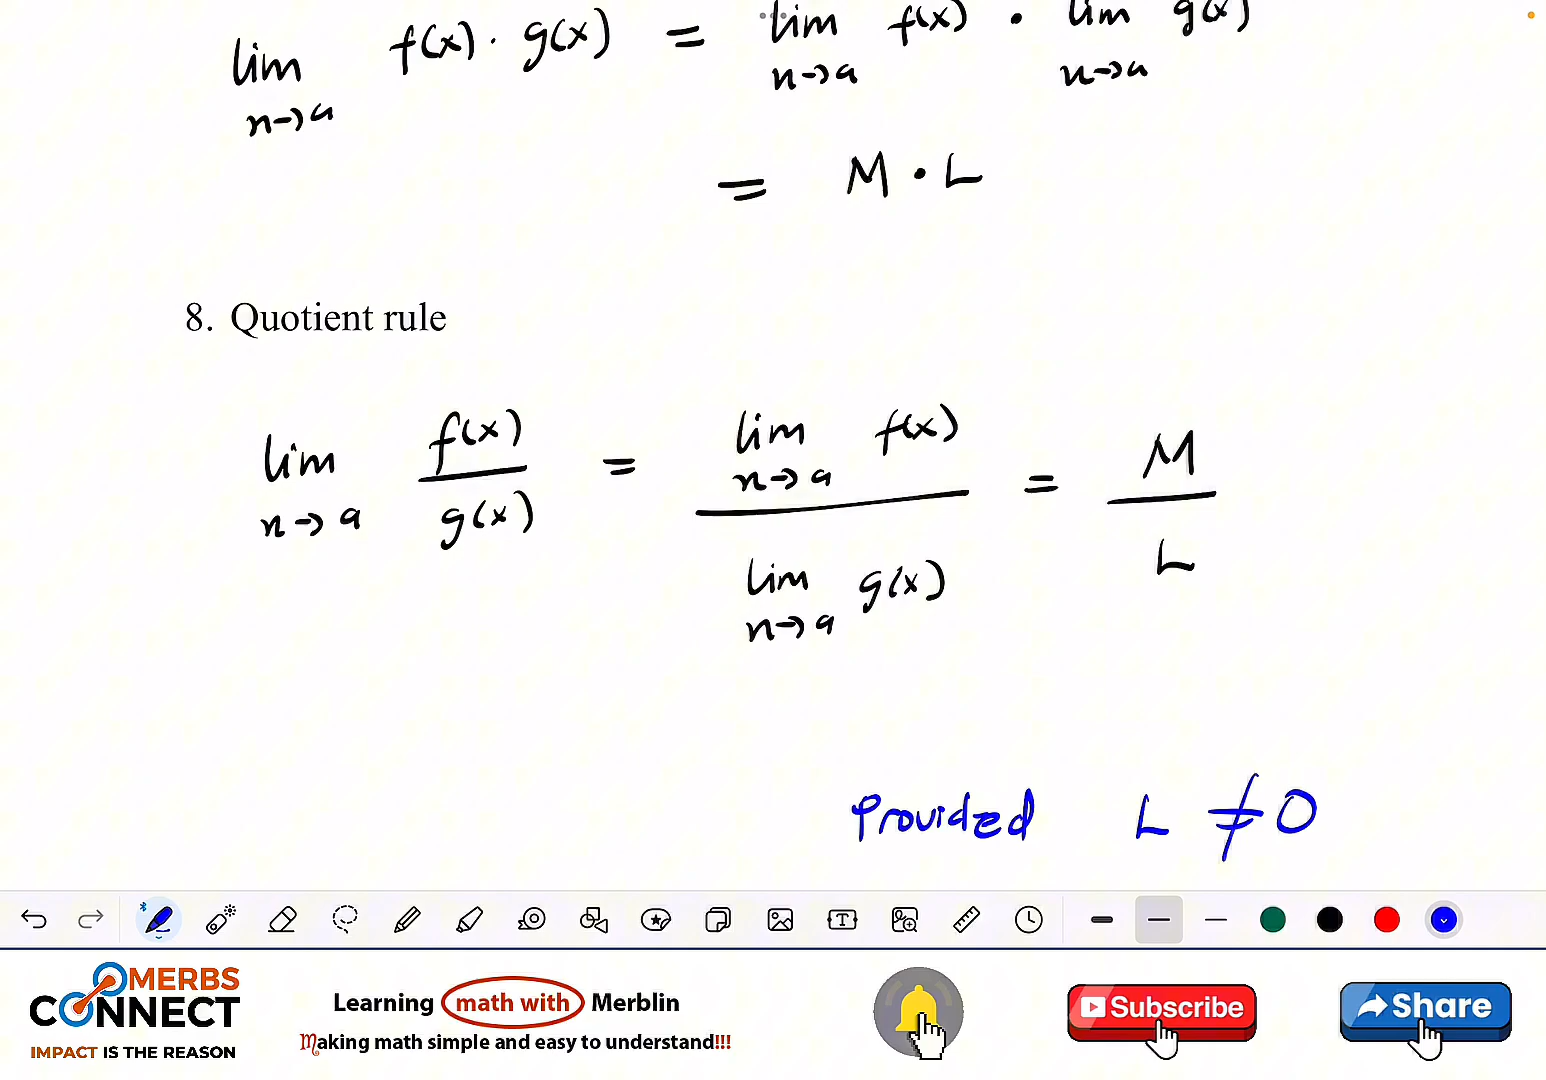 lim f(x) · g(x) = lim f(x) · lim g(x)
x→a x→a x→a
= M · L
8. Quotient rule
lim f(x)/g(x) = lim f(x) / lim g(x) = M/L
x→a x→a x→a
Provided L ≠ 0
MERBS
CONNECT
IMPACT IS THE REASON
Learning math with Merblin
Making math simple and easy to understand!!!
Subscribe
Share